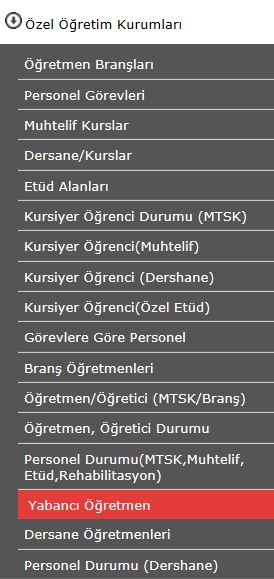 Özel Öğretim Kurumları
Öğretmen Branşları
Personel Görevleri
Muhtelif Kurslar
Dersane/Kurslar
Etüd Alanları
Kursiyer Öğrenci Durumu (MTSK)
Kursiyer Öğrenci(Muhtelif)
Kursiyer Öğrenci (Dershane)
Kursiyer Öğrenci(Özel Etüd)
Görevlere Göre Personel
Branş Öğretmenleri
Öğretmen/Öğretici (MTSK/Branş)
Öğretmen, Öğretici Durumu
Personel Durumu(MTSK,Muhtelif,
Etüd,Rehabilitasyon)
Yabancı Öğretmen
Dersane Öğretmenleri
Personel Durumu (Dershane)